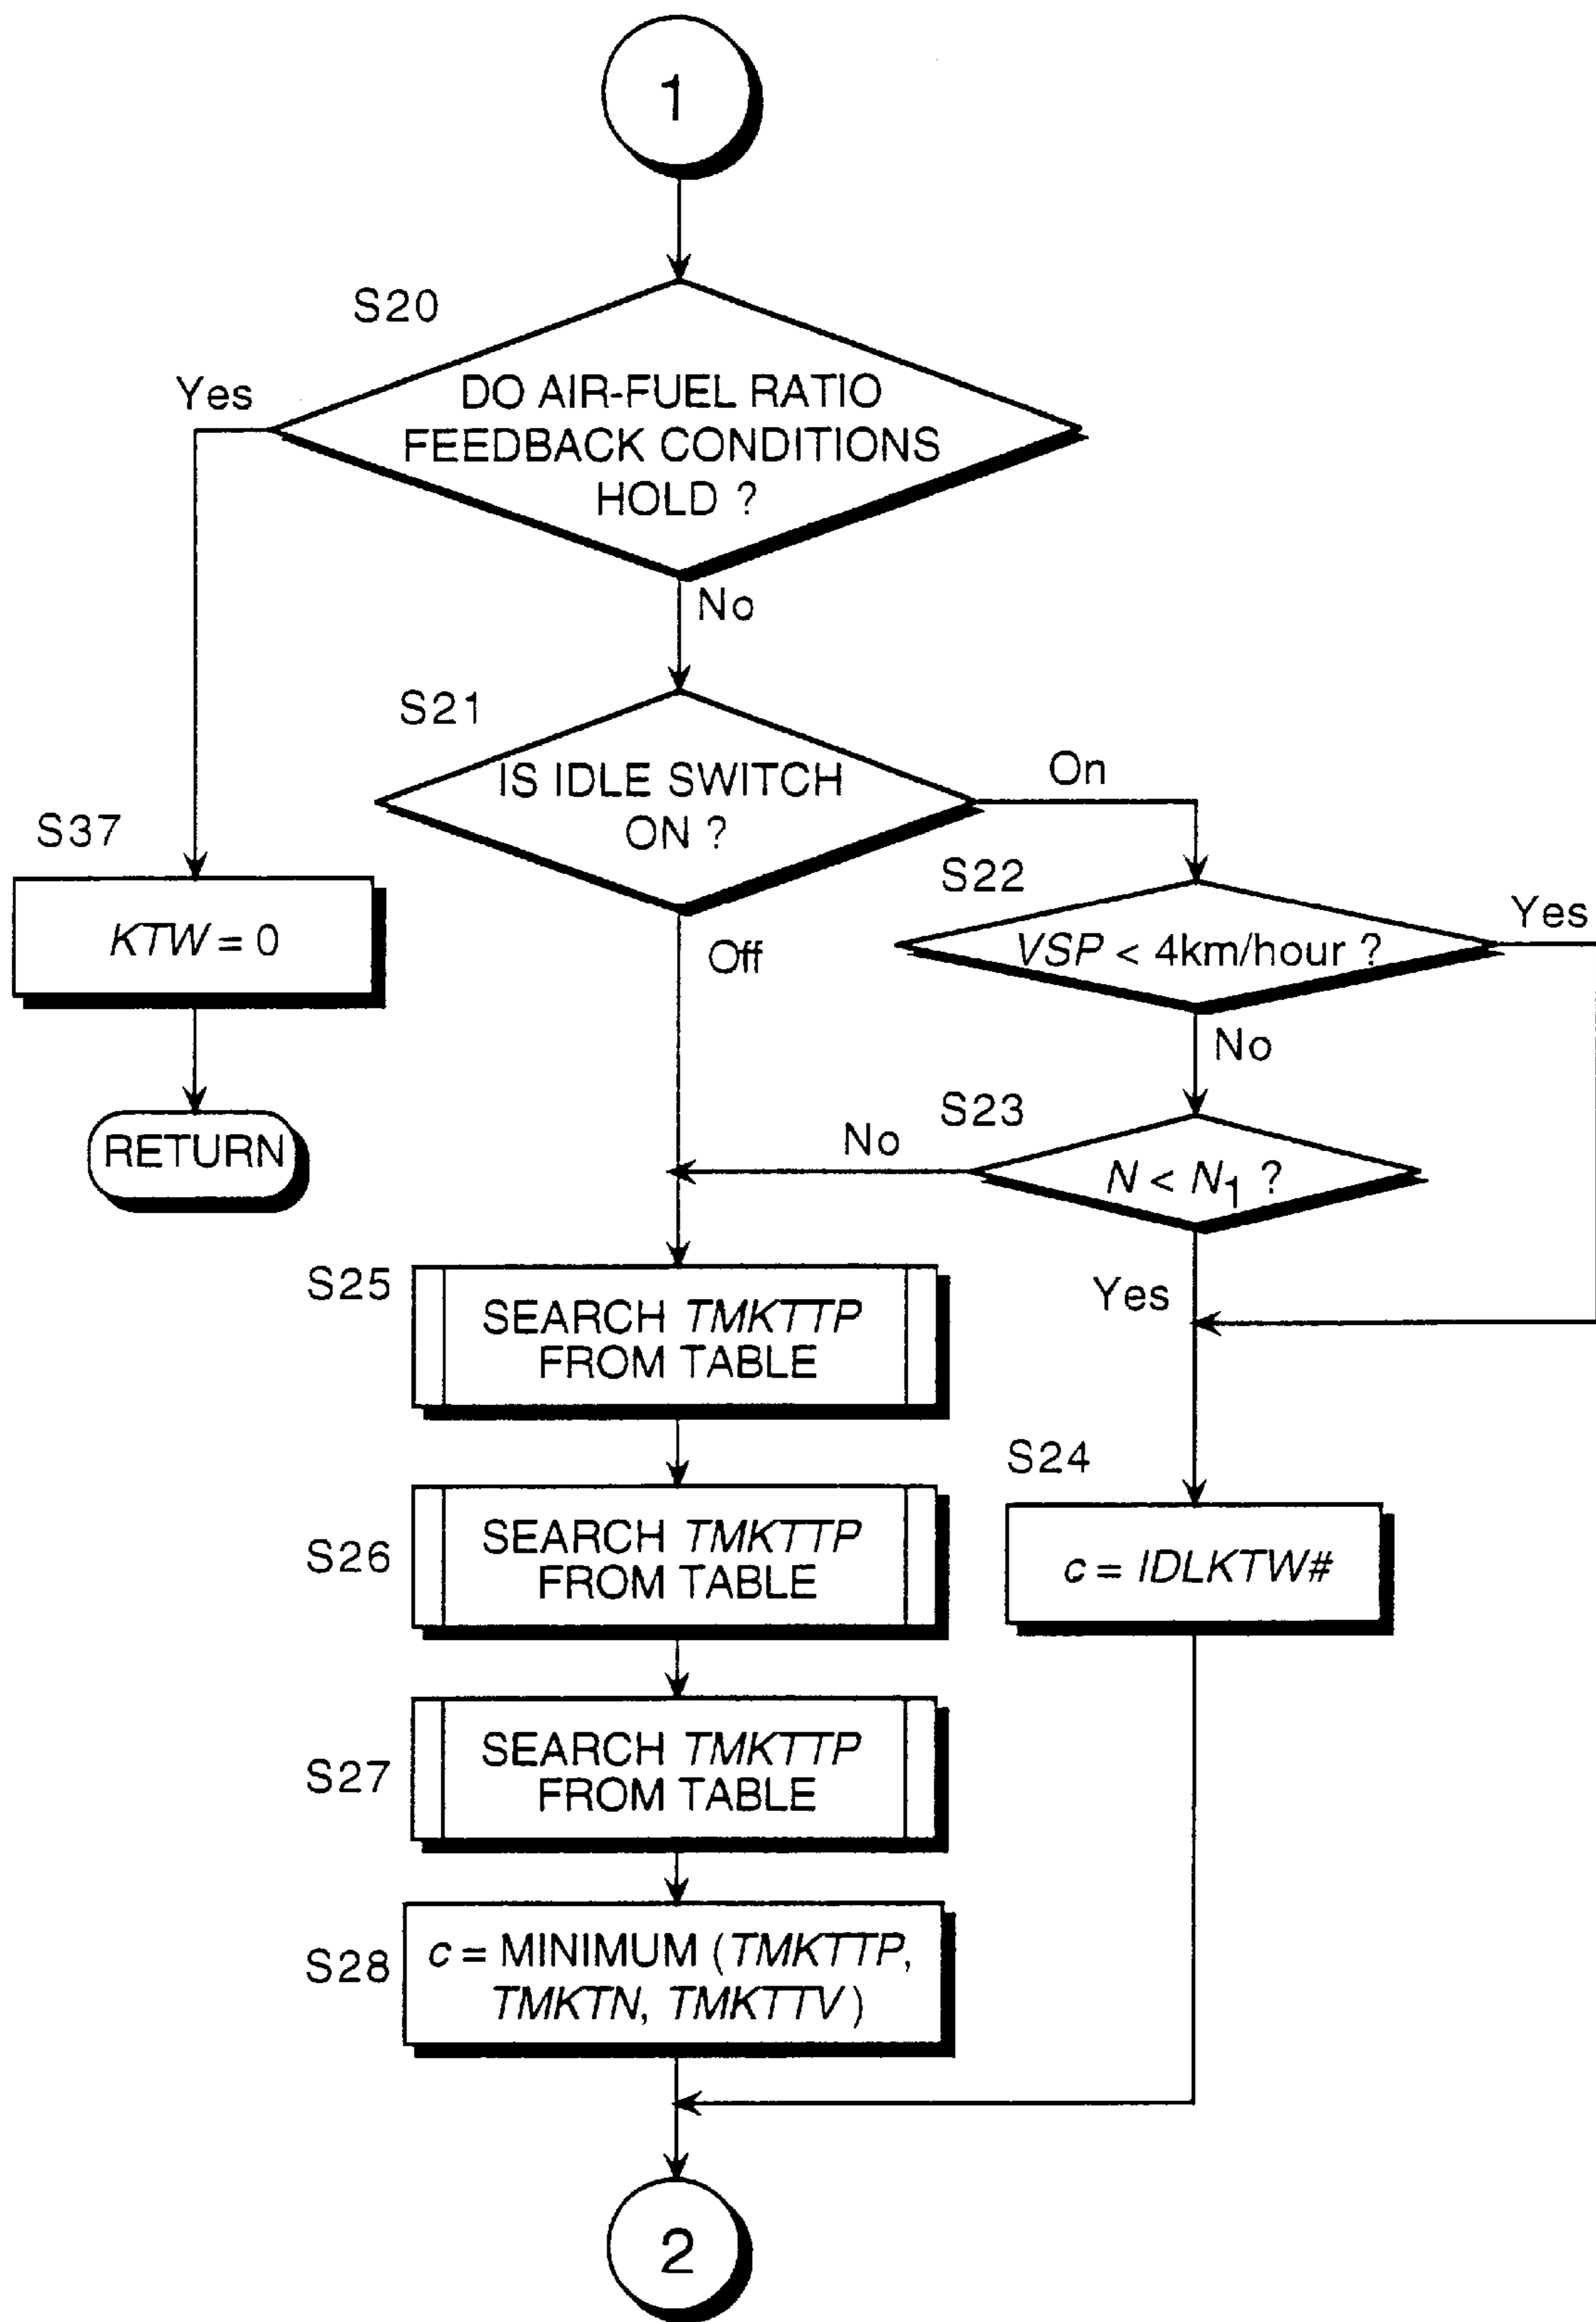 1
S20
Yes
DO AIR-FUEL RATIO
FEEDBACK CONDITIONS
HOLD ?
No
S21
IS IDLE SWITCH
ON ?
On
S37
KTW = 0
RETURN
Off
S22
VSP < 4km/hour ?
Yes
No
S23
N < N1 ?
No
Yes
S25
SEARCH TMKTTP
FROM TABLE
S24
c = IDLKTW#
S26
SEARCH TMKTTP
FROM TABLE
S27
SEARCH TMKTTP
FROM TABLE
S28
c = MINIMUM (TMKTTP,
TMKTN, TMKTTV)
2